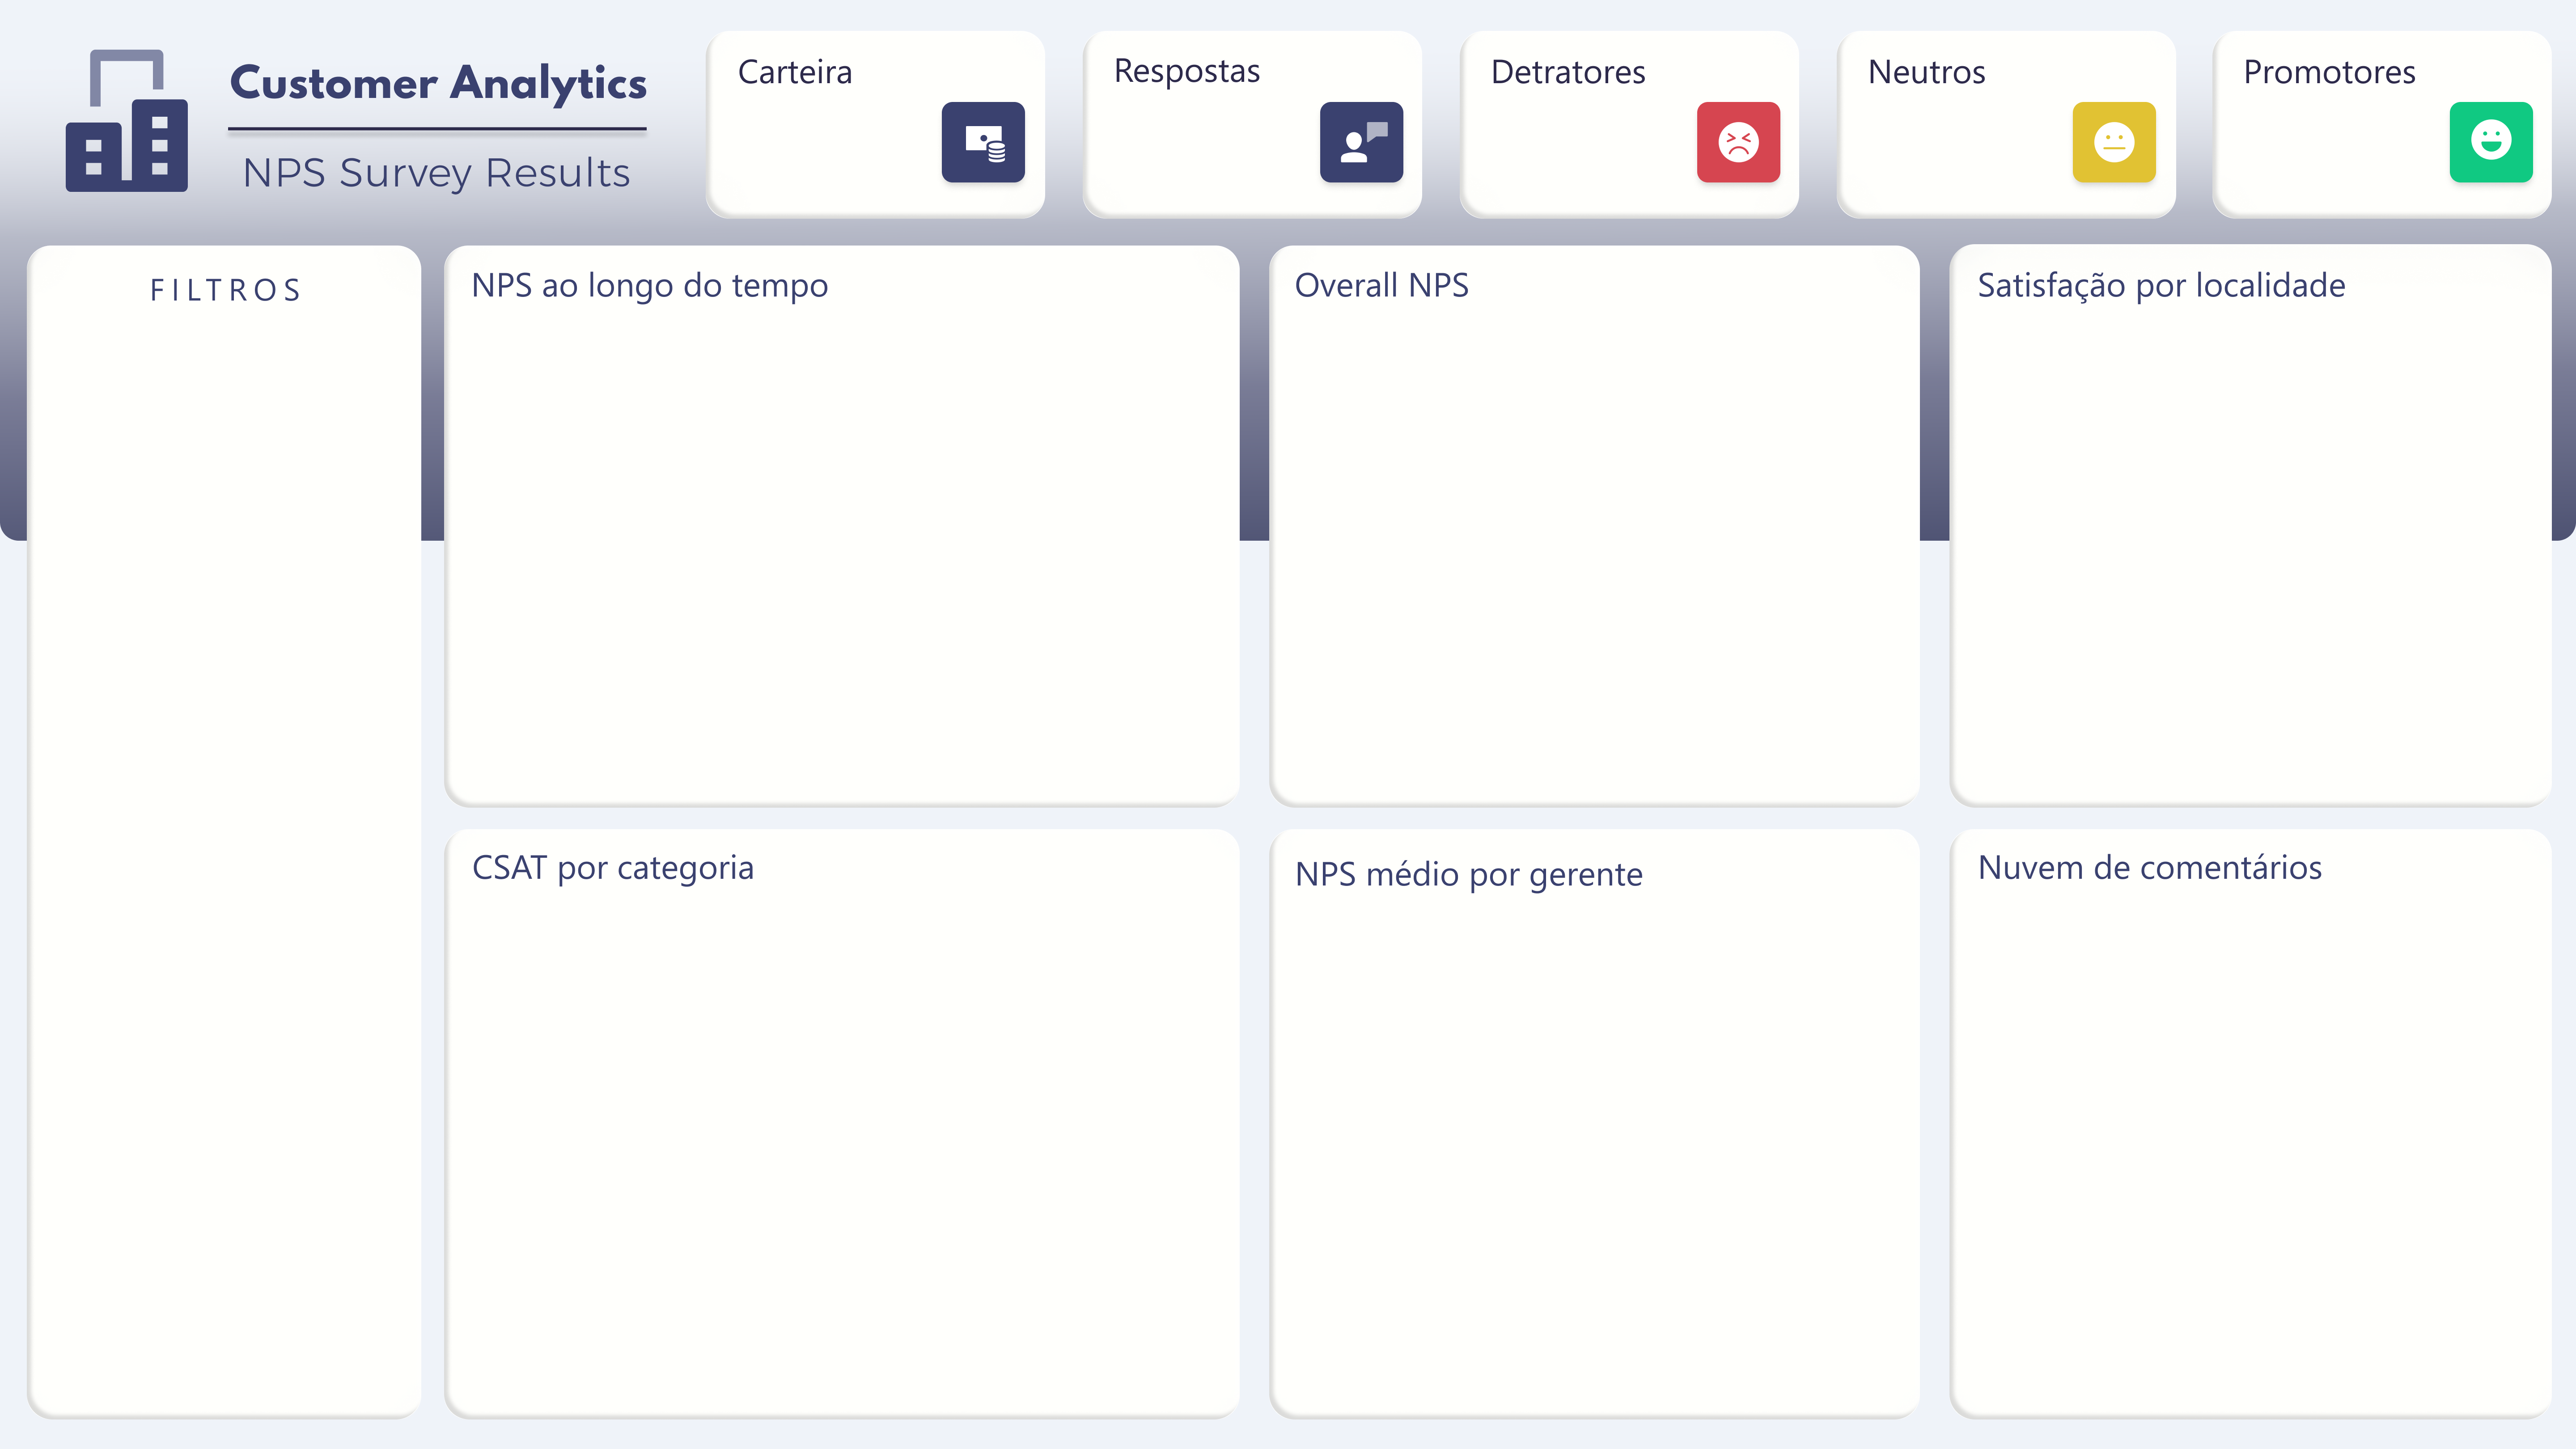 Customer Analytics
NPS Survey Results
Carteira
Respostas
Detratores
Neutros
Promotores
FILTROS
NPS ao longo do tempo
Overall NPS
Satisfação por localidade
CSAT por categoria
NPS médio por gerente
Nuvem de comentários